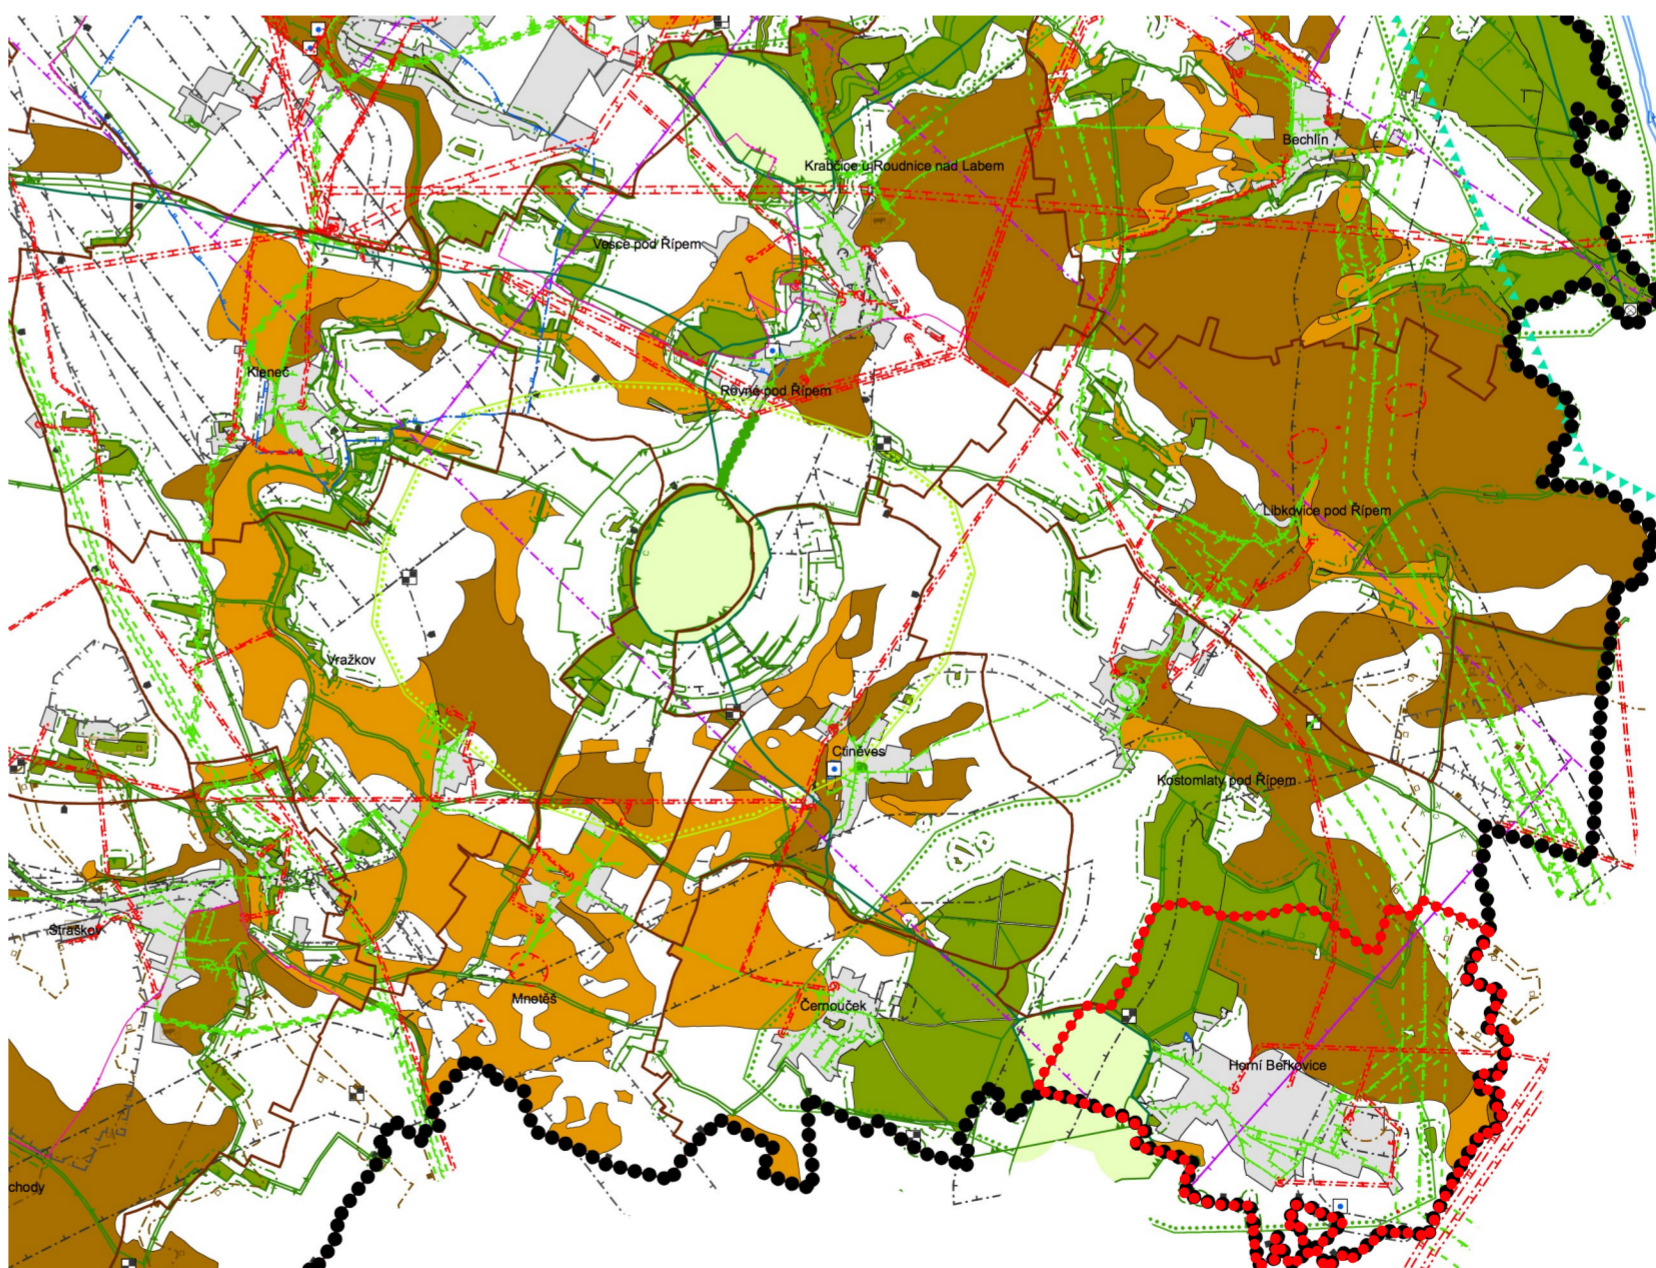 Bechlín
Krabčice u Roudnice nad Labem
Vesce pod Řípem
Kleneč
Rovné pod Řípem
Libkovice pod Řípem
Vražkov
Ctiněves
Kostomlaty pod Řípem
Straškov
Mnetěš
Černouček
Horní Beřkovice
chody